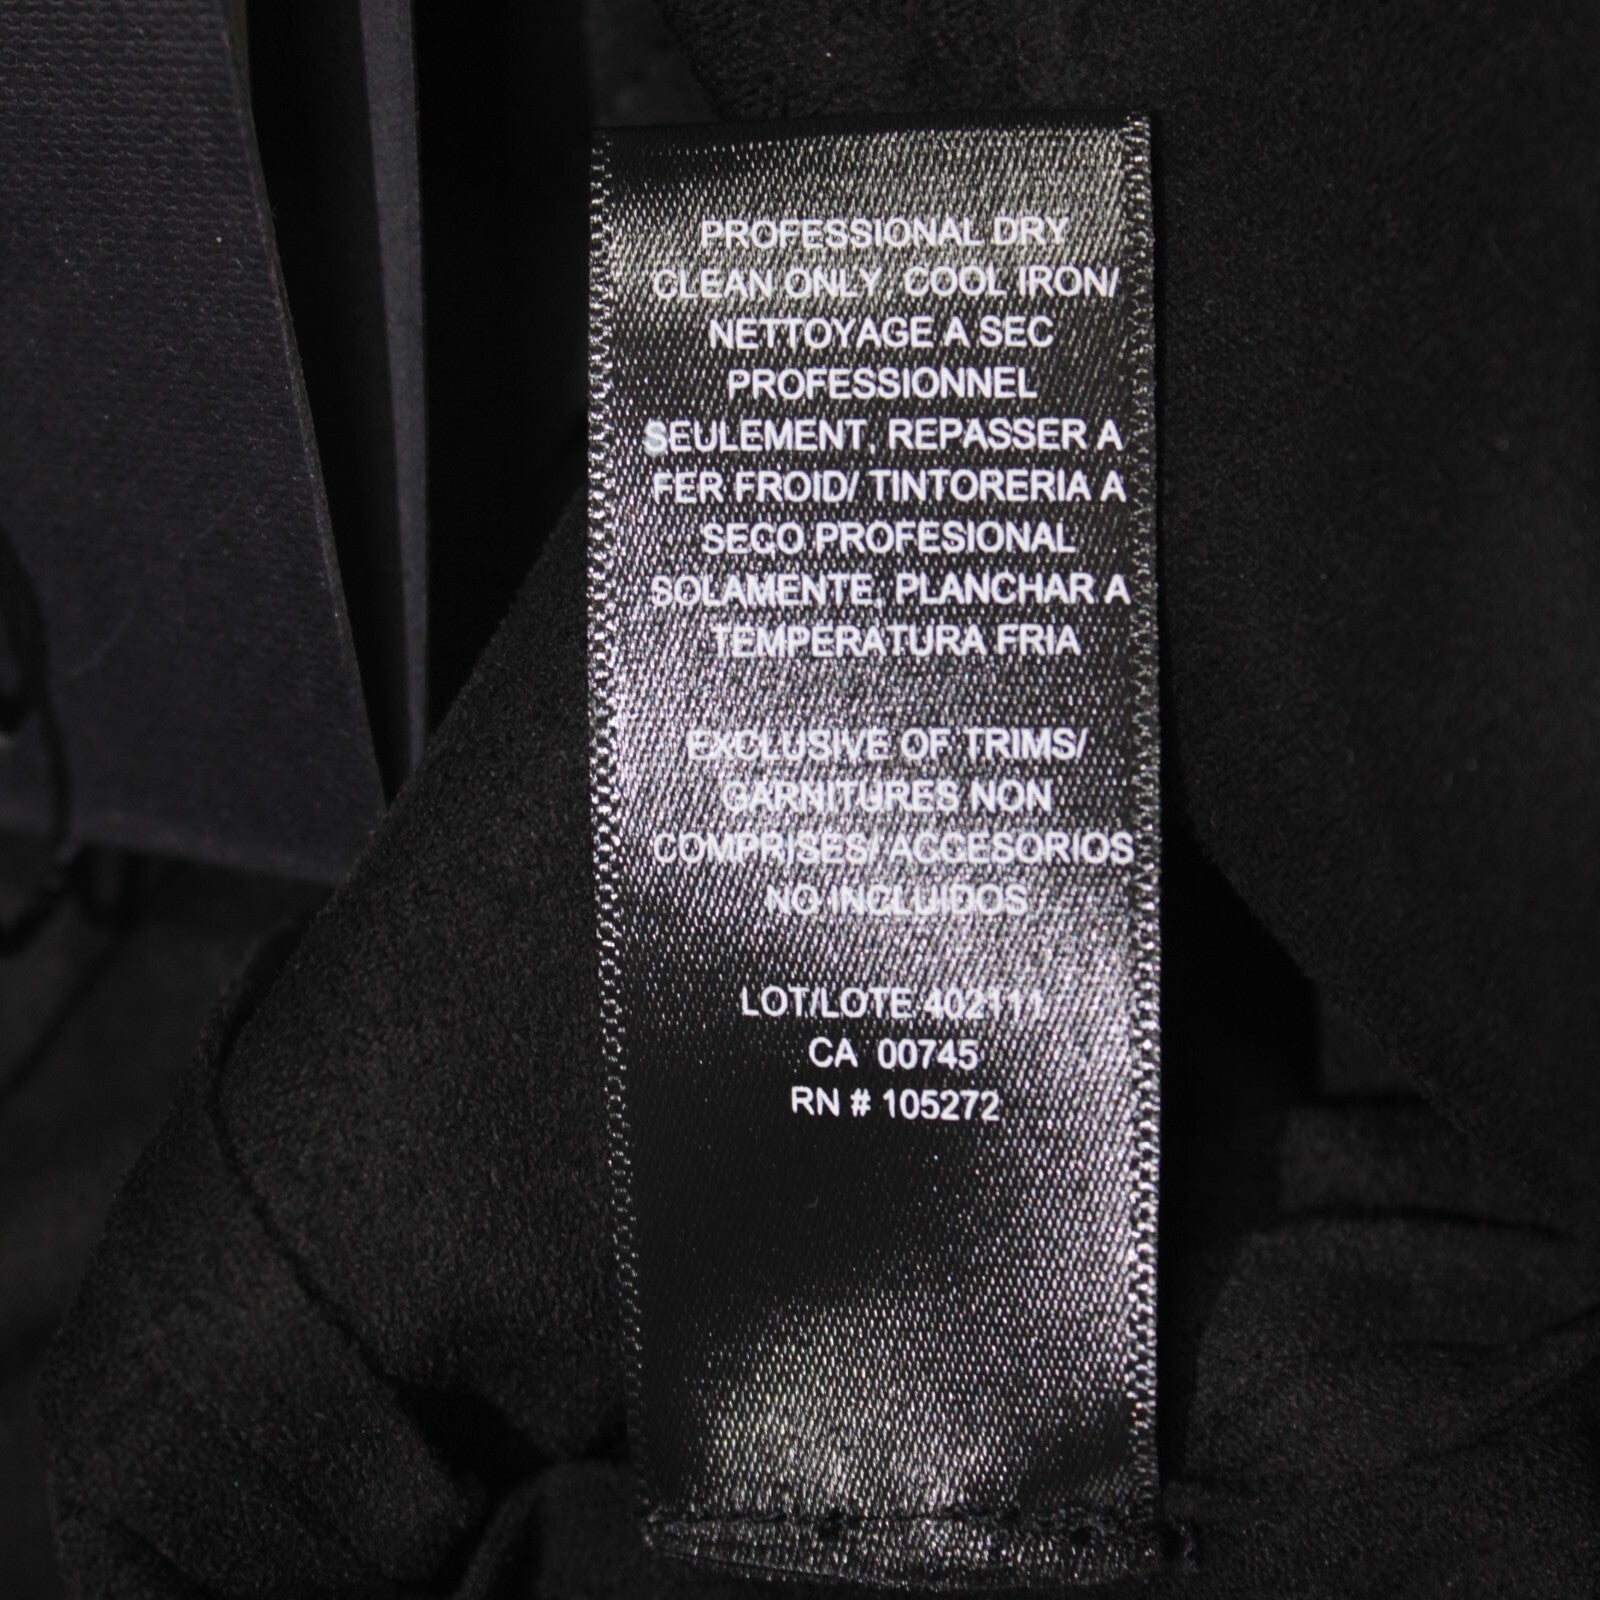 PROFESSIONAL DRY
CLEAN ONLY, COOL IRON/
NETTOYAGE A SEC
PROFESSIONNEL
SEULEMENT, REPASSER A
FER FROID/ TINTORERIA A
SECO PROFESIONAL
SOLAMENTE, PLANCHAR A
TEMPERATURA FRIA
EXCLUSIVE OF TRIMS/
GARNITURES NON
COMPRISES/ ACCESORIOS
NO INCLUIDOS
LOT/LOTE 402111
CA 00745
RN # 105272